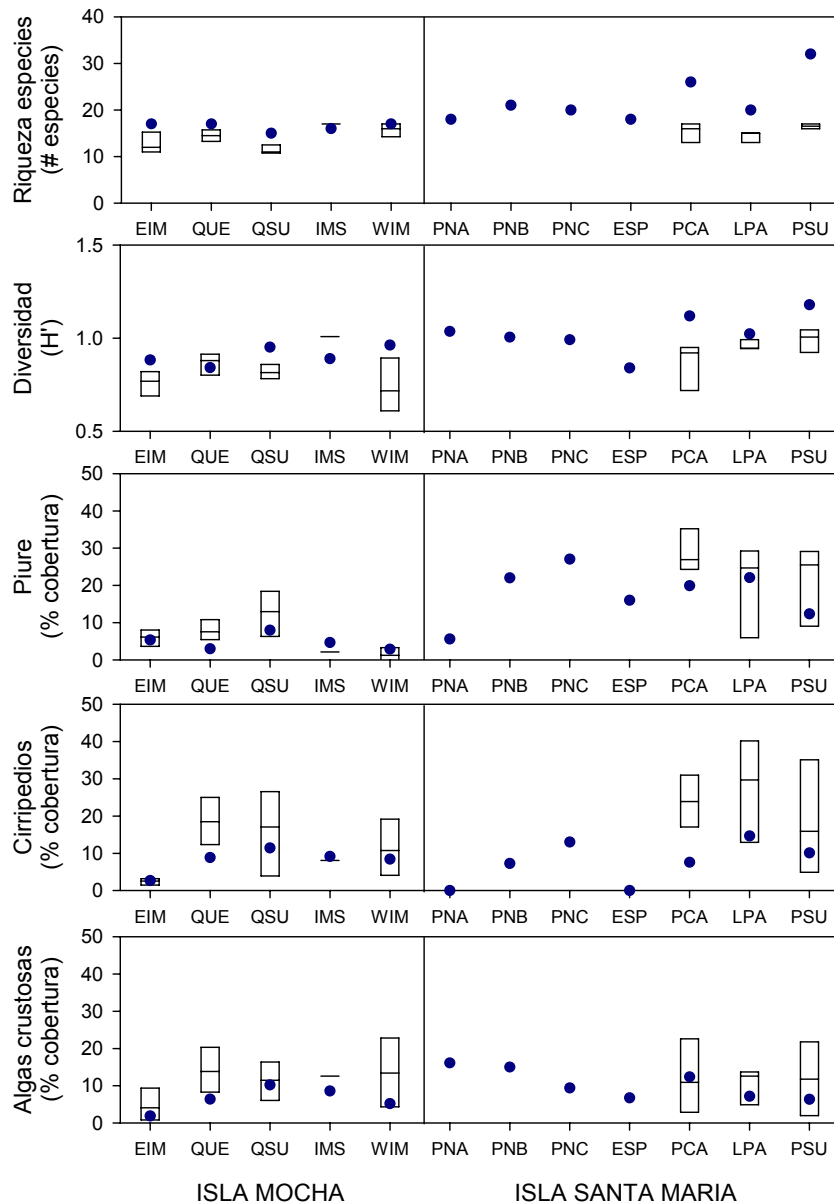 Riqueza especies
(# especies)
40
30
20
10
0
EIM QUE QSU IMS WIM PNA PNB PNC ESP PCA LPA PSU
Diversidad
(H')
1.5
1.0
0.5
EIM QUE QSU IMS WIM PNA PNB PNC ESP PCA LPA PSU
Piure
(% cobertura)
50
40
30
20
10
0
EIM QUE QSU IMS WIM PNA PNB PNC ESP PCA LPA PSU
Cirripedios
(% cobertura)
50
40
30
20
10
0
EIM QUE QSU IMS WIM PNA PNB PNC ESP PCA LPA PSU
Algas crustosas
(% cobertura)
50
40
30
20
10
0
EIM QUE QSU IMS WIM PNA PNB PNC ESP PCA LPA PSU
ISLA MOCHA ISLA SANTA MARIA